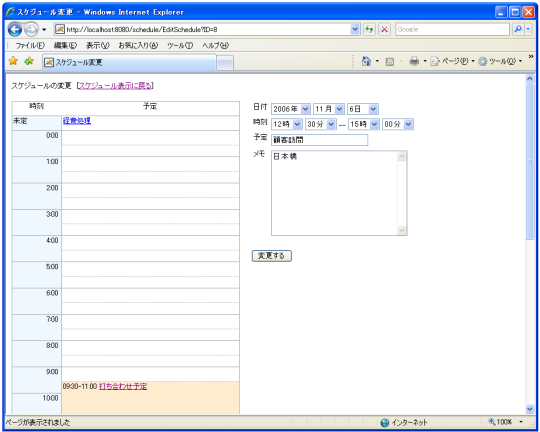 スケジュール変更 - Windows Internet Explorer
http://localhost:8080/schedule/EditSchedule?ID=8
Google
ファイル(F) 編集(E) 表示(V) お気に入り(A) ツール(T) ヘルプ(H)
スケジュール変更
ページ(P) ツール(O)
スケジュールの変更 [スケジュール表示に戻る]
時刻 予定
未定 経費処理
0:00
1:00
2:00
3:00
4:00
5:00
6:00
7:00
8:00
9:00
09:30-11:00 打ち合わせ予定
10:00
日付 2006年 11月 6日
時刻 12時 30分 — 15時 00分
予定 顧客訪問
メモ 日本橋
変更する
ページが表示されました
インターネット
100%